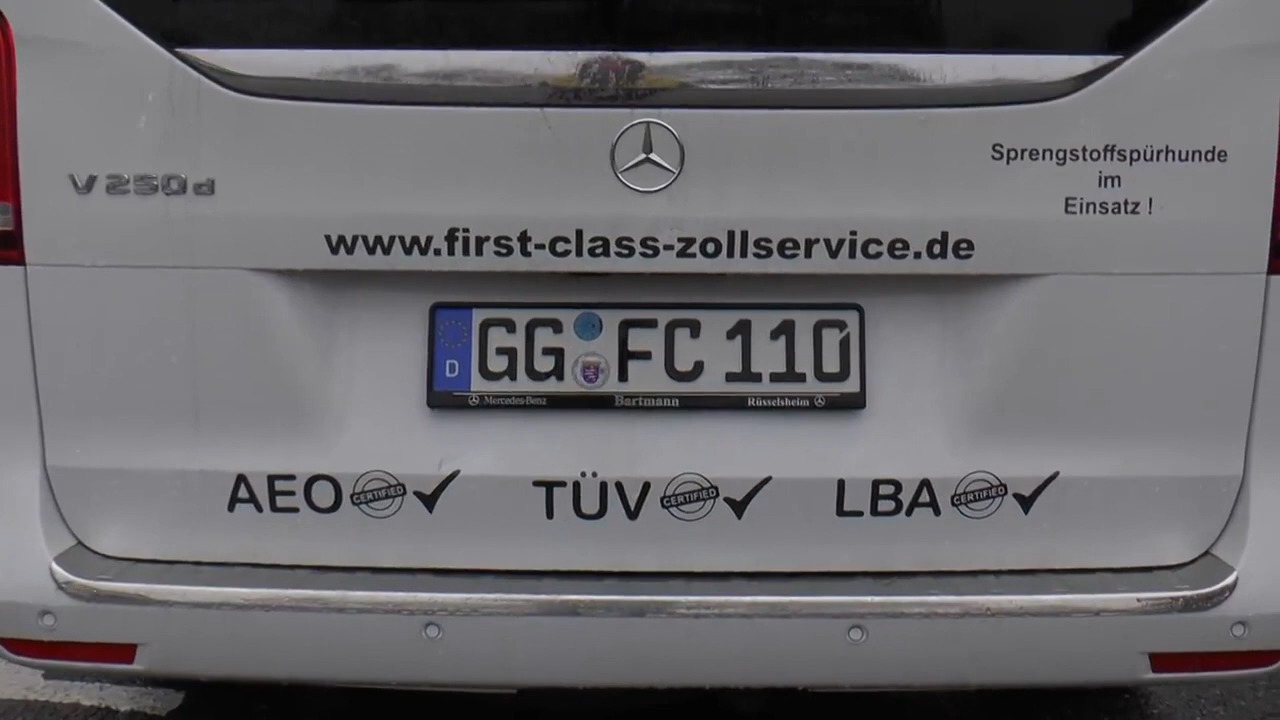 V 250 d
Sprengstoffspürhunde
im
Einsatz !
www.first-class-zollservice.de
D
GG FC 110
Mercedes-Benz Bartmann Rüsselsheim
AEO CERTIFIED TÜV CERTIFIED LBA CERTIFIED